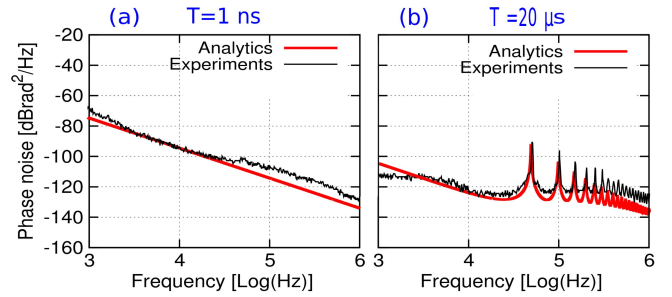 (a) T=1 ns
(b) T =20 μs
Phase noise [dBrad²/Hz]
-20
-40
-60
-80
-100
-120
-140
-160
Analytics
Experiments
3 4 5 6
Frequency [Log(Hz)]
Analytics
Experiments
3 4 5 6
Frequency [Log(Hz)]